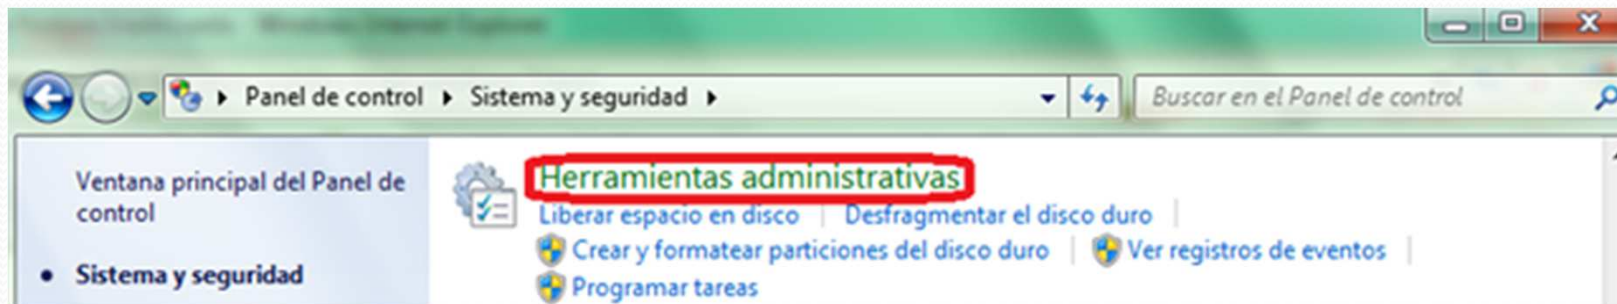 Panel de control Sistema y seguridad Buscar en el Panel de control
Ventana principal del Panel de
control
Sistema y seguridad
Herramientas administrativas
Liberar espacio en disco Desfragmentar el disco duro
Crear y formatear particiones del disco duro Ver registros de eventos
Programar tareas